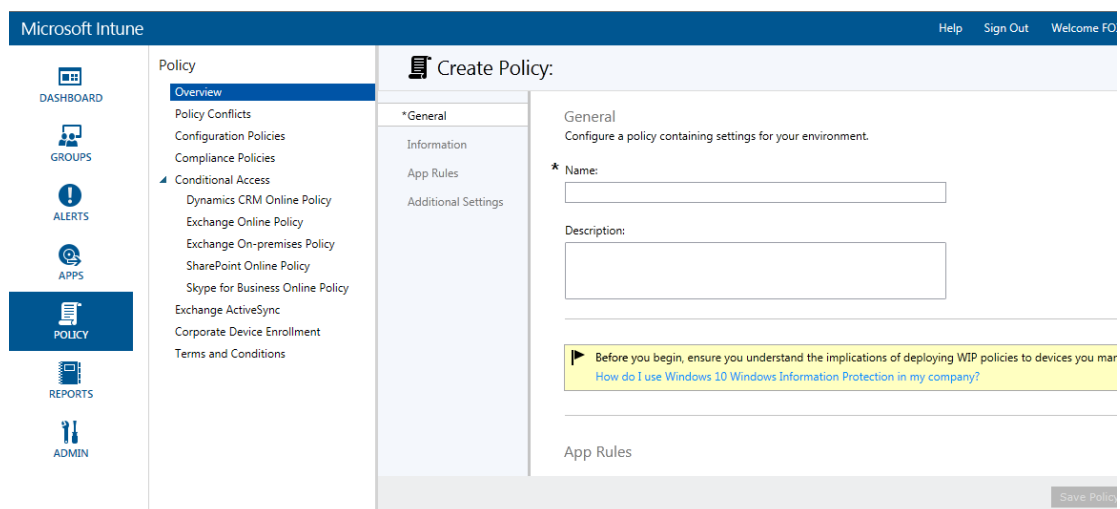 Microsoft Intune
Help Sign Out Welcome FO
DASHBOARD
GROUPS
ALERTS
APPS
POLICY
REPORTS
ADMIN
Policy
Overview
Policy Conflicts
Configuration Policies
Compliance Policies
Conditional Access
Dynamics CRM Online Policy
Exchange Online Policy
Exchange On-premises Policy
SharePoint Online Policy
Skype for Business Online Policy
Exchange ActiveSync
Corporate Device Enrollment
Terms and Conditions
Create Policy:
*General
Information
App Rules
Additional Settings
General
Configure a policy containing settings for your environment.
* Name:
Description:
Before you begin, ensure you understand the implications of deploying WIP policies to devices you mar
How do I use Windows 10 Windows Information Protection in my company?
App Rules
Save Policy